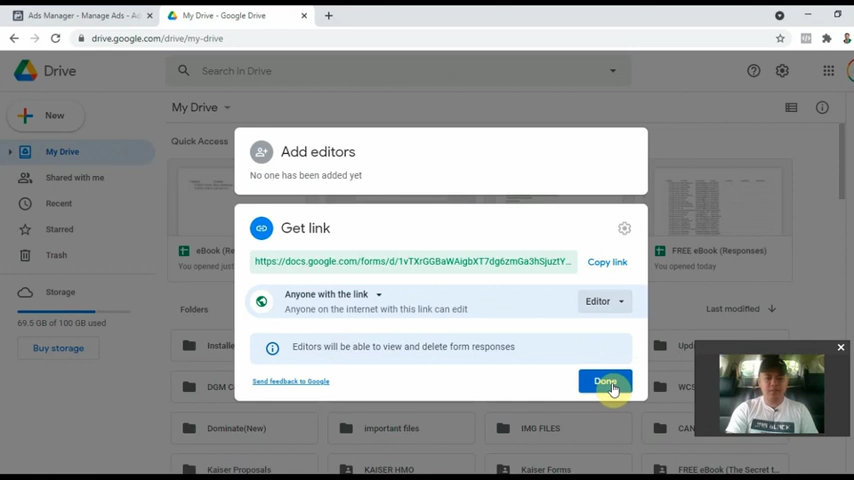 Ads Manager - Manage Ads - Ad
My Drive - Google Drive
drive.google.com/drive/my-drive
Drive
Search in Drive
New
My Drive
My Drive
Quick Access
Shared with me
Recent
Starred
Trash
Storage
69.5 GB of 100 GB used
Buy storage
Add editors
No one has been added yet
Get link
https://docs.google.com/forms/d/1vTXrGGBaWAigbXT7dg6zmGa3hSjuztY...
Copy link
Anyone with the link
Anyone on the internet with this link can edit
Editor
Editors will be able to view and delete form responses
Send feedback to Google
Done
eBook (Re
You opened just
FREE eBook (Responses)
You opened today
Folders
Last modified
Installe
Upd
DGM C
WCS
Dominate(New)
important files
IMG FILES
CAN
Kaiser Proposals
KAISER HMO
Kaiser Forms
FREE eBook (The Secret t